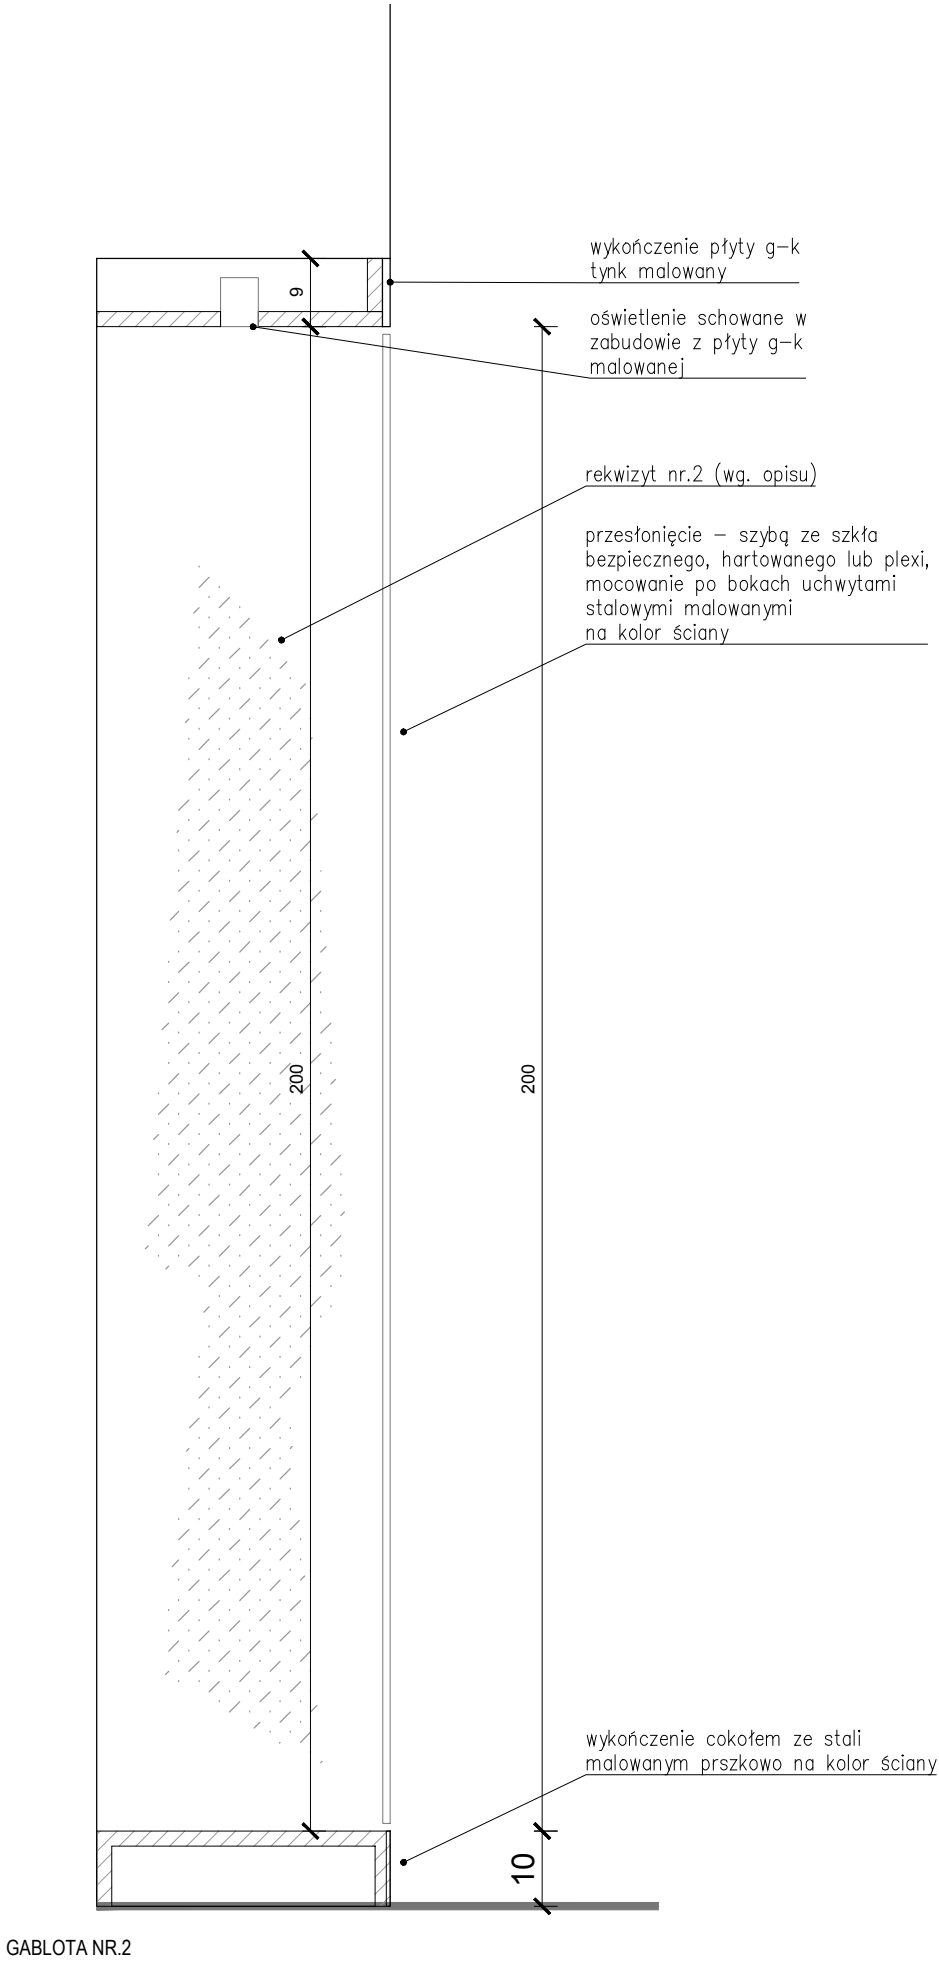 wykończenie płyty g-k
tynk malowany
9
oświetlenie schowane w
zabudowie z płyty g-k
malowanej
rekwizyt nr.2 (wg. opisu)
przesłonięcie – szybą ze szkła
bezpiecznego, hartowanego lub plexi,
mocowanie po bokach uchwytami
stalowymi malowanymi
na kolor ściany
200
200
wykończenie cokołem ze stali
malowanym prszkowo na kolor ściany
10
GABLOTA NR.2